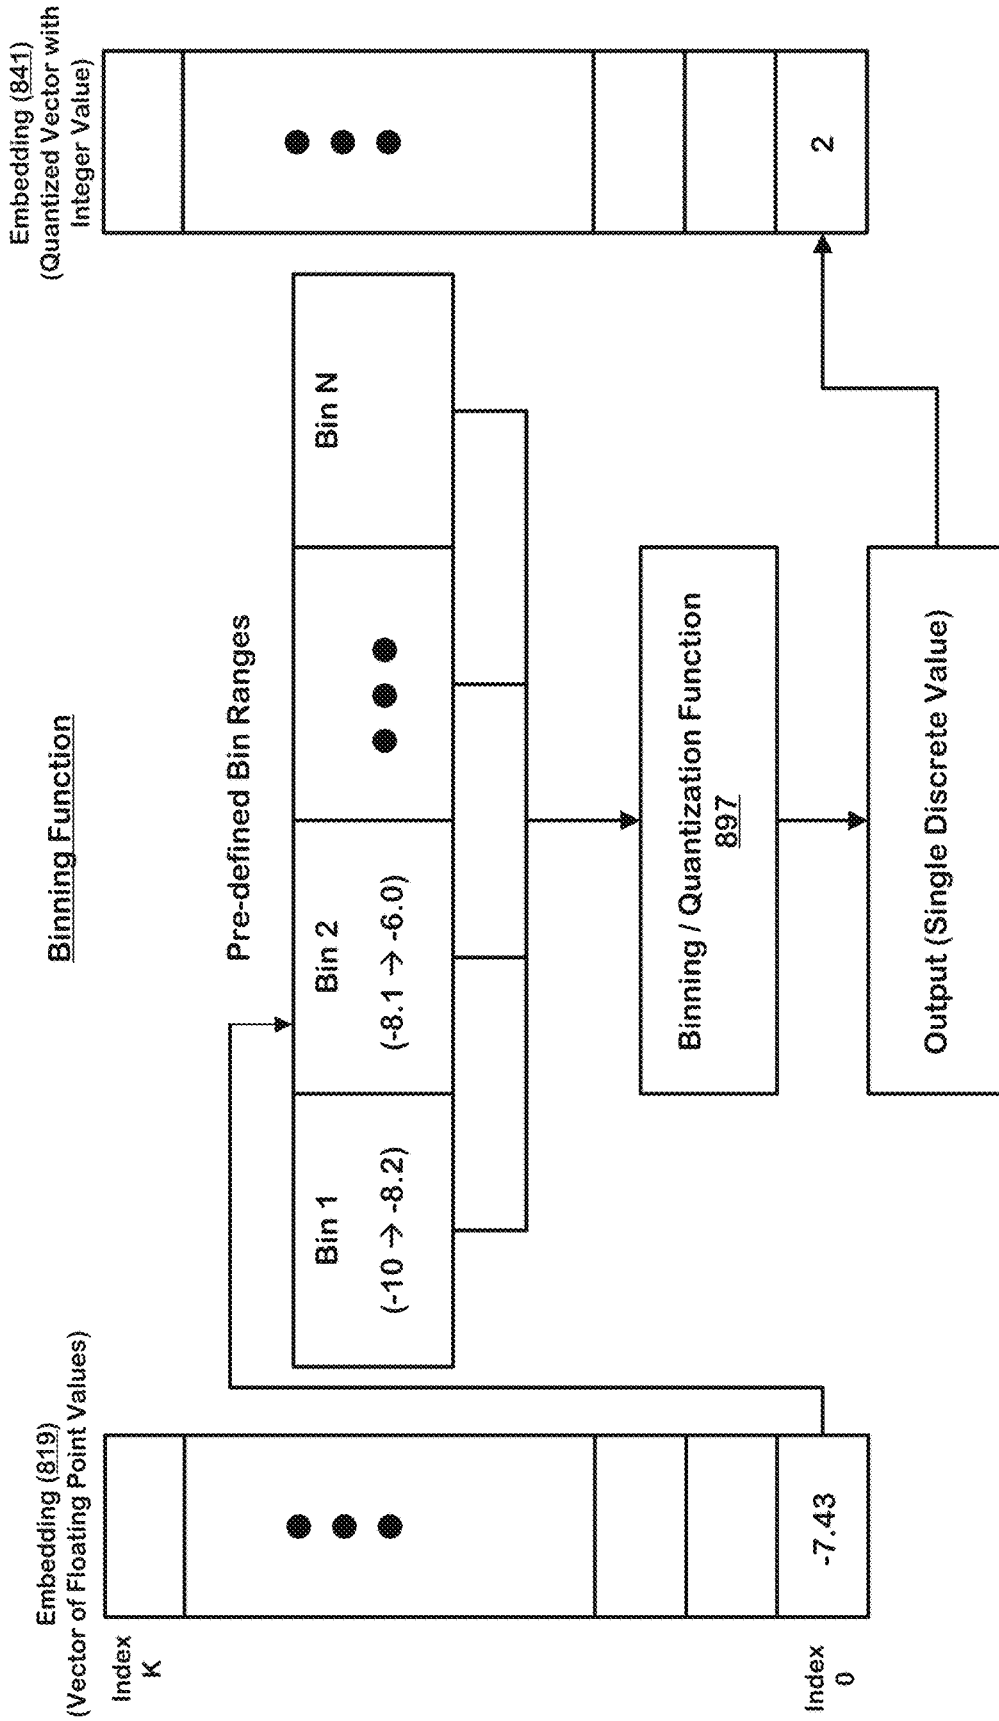 Binning Function
Embedding (819)
(Vector of Floating Point Values)
Index
K
Index
0
-7.43
Pre-defined Bin Ranges
Bin 1
(-10 → -8.2)
Bin 2
(-8.1 → -6.0)
Bin N
Binning / Quantization Function
897
Output (Single Discrete Value)
Embedding (841)
(Quantized Vector with
Integer Value)
2